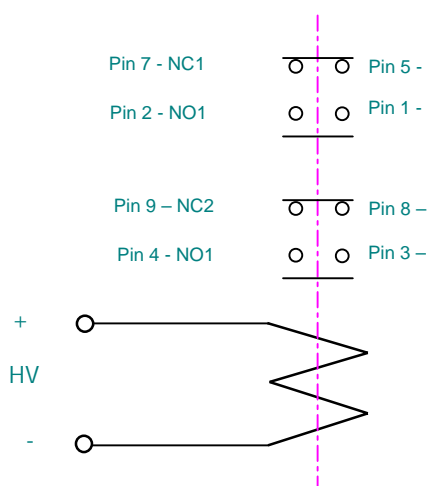 Pin 7 - NC1 Pin 5 -
Pin 2 - NO1 Pin 1 -
Pin 9 – NC2 Pin 8 –
Pin 4 - NO1 Pin 3 –
+
HV
-